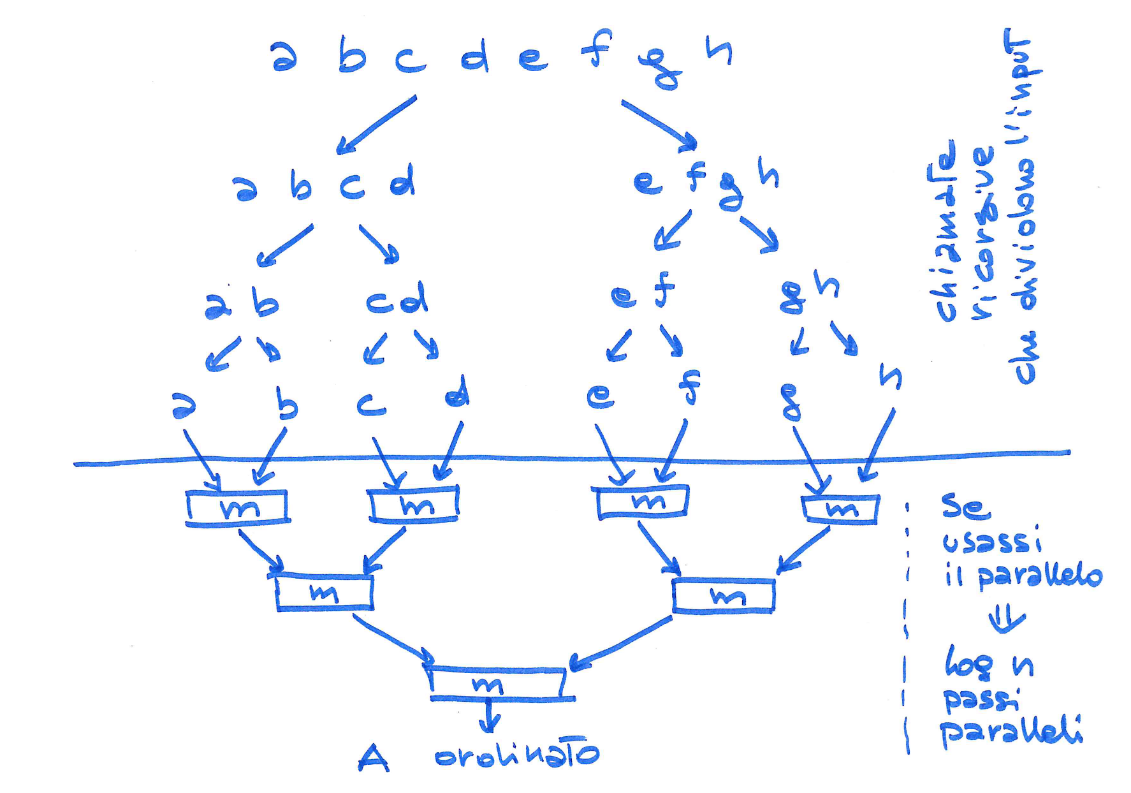 a b c d e f g h
a b c d
e f g h
a b
c d
e f
g h
a
b
c
d
e
f
g
h
chiamate
ricorsive
che dividono l'input
m
m
m
m
m
m
m
A ordinato
Se
usassi
il parallelo
⇓
log n
passi
paralleli